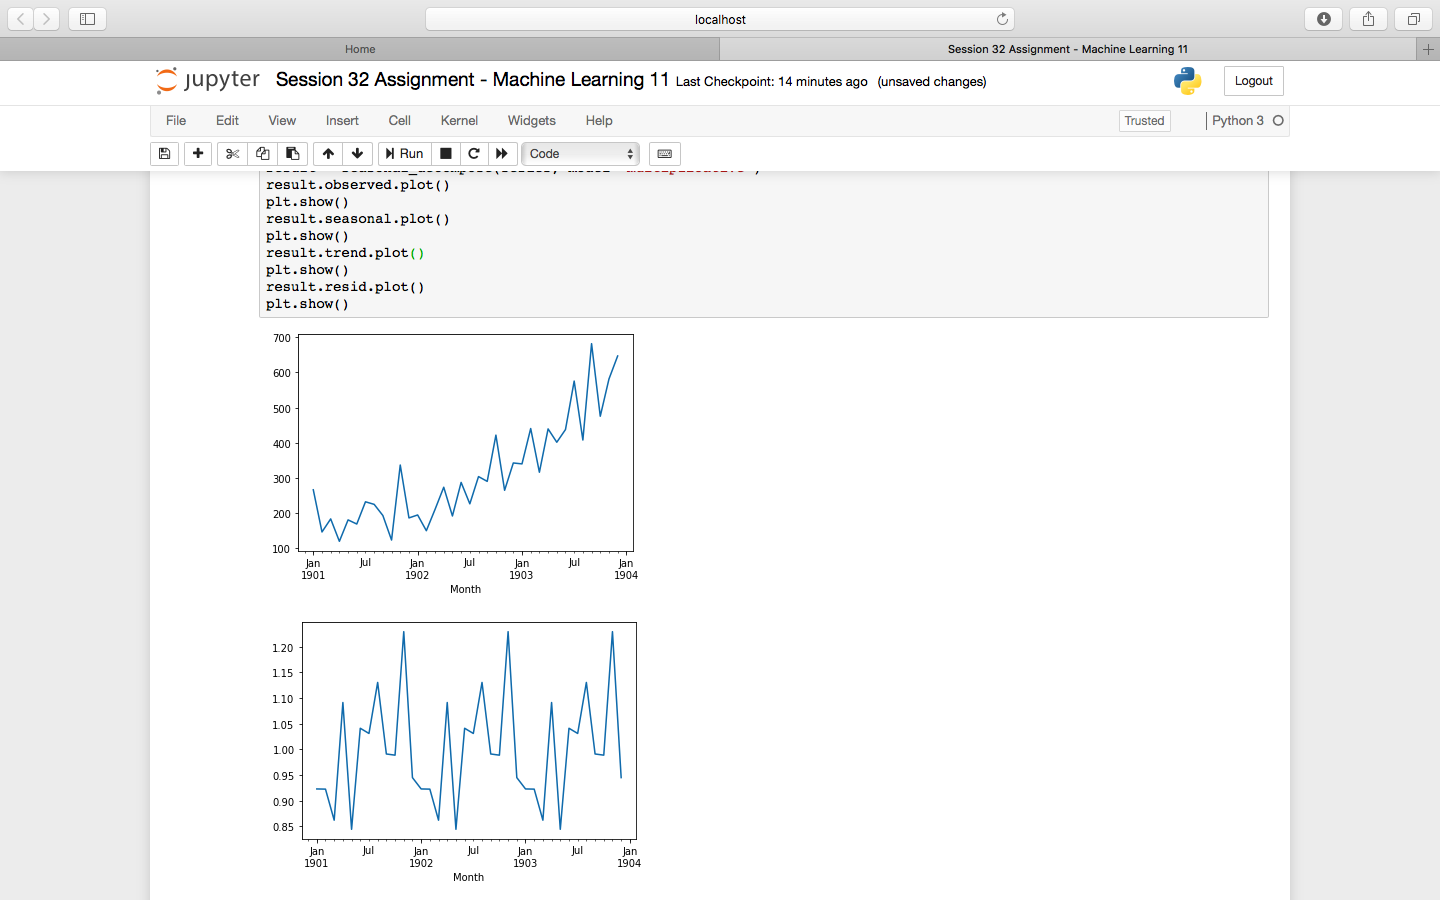 localhost
Home
Session 32 Assignment - Machine Learning 11
jupyter Session 32 Assignment - Machine Learning 11 Last Checkpoint: 14 minutes ago (unsaved changes)
Logout
File Edit View Insert Cell Kernel Widgets Help
Trusted
Python 3
Run
Code
result.observed.plot()
plt.show()
result.seasonal.plot()
plt.show()
result.trend.plot()
plt.show()
result.resid.plot()
plt.show()
700
600
500
400
300
200
100
Jan Jul Jan Jul Jan Jul Jan
1901 1902 1903 1904
Month
1.20
1.15
1.10
1.05
1.00
0.95
0.90
0.85
Jan Jul Jan Jul Jan Jul Jan
1901 1902 1903 1904
Month